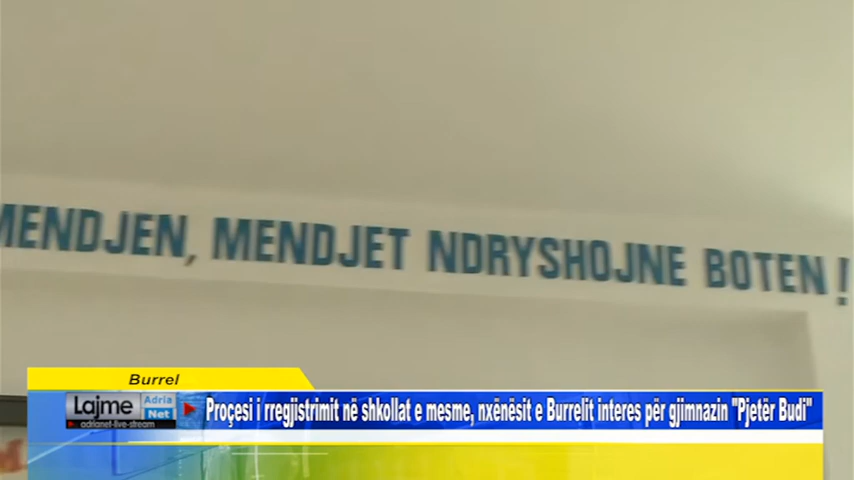 MENDJEN, MENDJET NDRYSHOJNE BOTEN!
Burrel
Lajme Adria Net
adrianet-live-stream
Proçesi i rregjistrimit në shkollat e mesme, nxënësit e Burrelit interes për gjimnazin "Pjetër Budi"